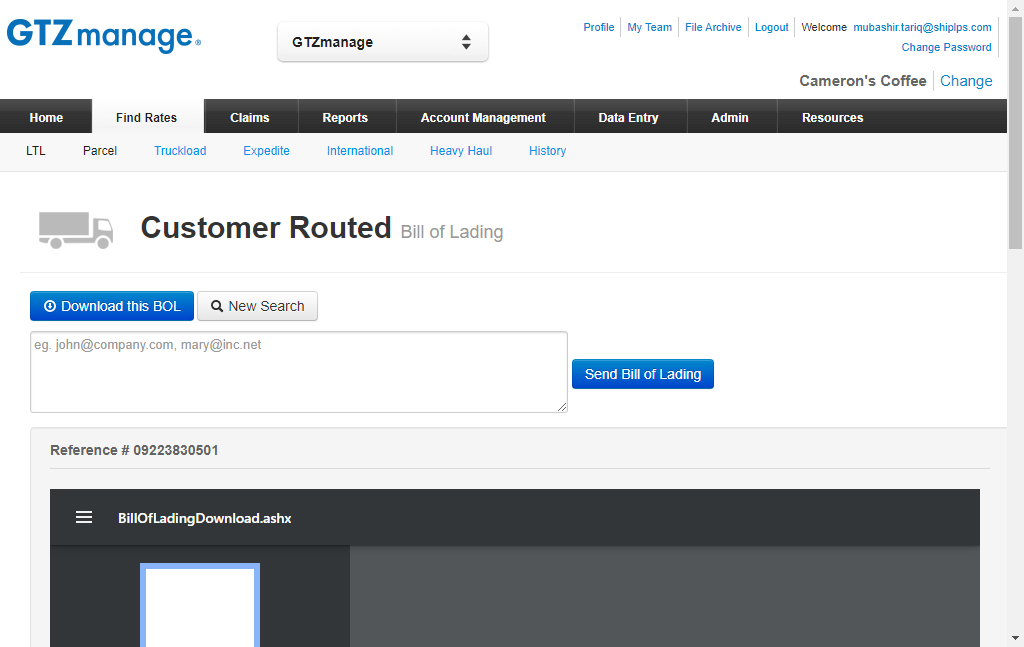 GTZmanage®
GTZmanage
Profile My Team File Archive Logout Welcome mubashir.tariq@shiplps.com
Change Password
Cameron's Coffee Change
Home Find Rates Claims Reports Account Management Data Entry Admin Resources
LTL Parcel Truckload Expedite International Heavy Haul History
Customer Routed Bill of Lading
Download this BOL New Search
eg. john@company.com, mary@inc.net
Send Bill of Lading
Reference # 09223830501
BillOfLadingDownload.ashx